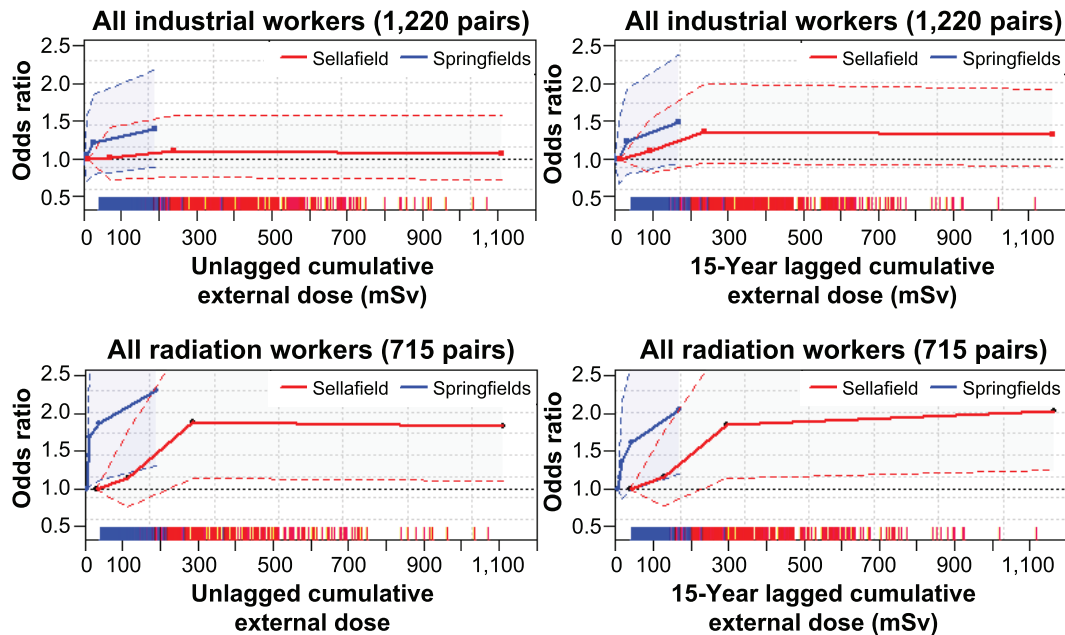 All industrial workers (1,220 pairs)
Sellafield Springfields
Odds ratio
2.5
2.0
1.5
1.0
0.5
0 100 300 500 700 900 1,100
Unlagged cumulative
external dose (mSv)
All industrial workers (1,220 pairs)
Sellafield Springfields
Odds ratio
2.5
2.0
1.5
1.0
0.5
0 100 300 500 700 900 1,100
15-Year lagged cumulative
external dose (mSv)
All radiation workers (715 pairs)
Sellafield Springfields
Odds ratio
2.5
2.0
1.5
1.0
0.5
0 100 300 500 700 900 1,100
Unlagged cumulative
external dose
All radiation workers (715 pairs)
Sellafield Springfields
Odds ratio
2.5
2.0
1.5
1.0
0.5
0 100 300 500 700 900 1,100
15-Year lagged cumulative
external dose (mSv)